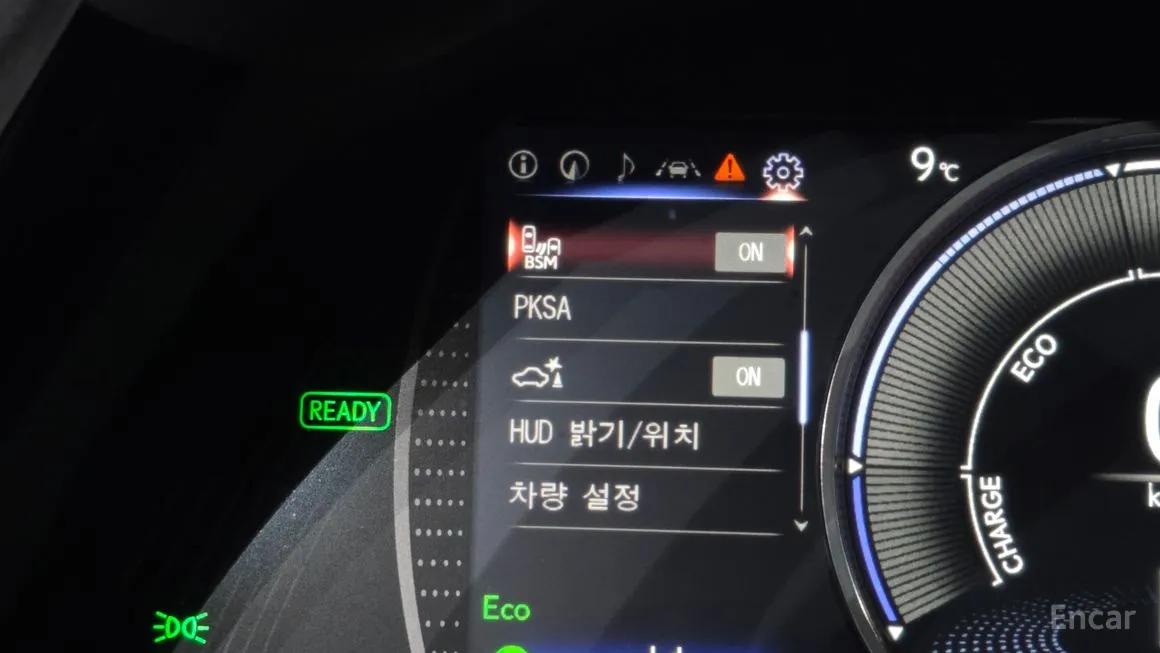 9℃
BSM ON
PKSA
ON
HUD 밝기/위치
차량 설정
READY
ECO
CHARGE
Eco
Encar